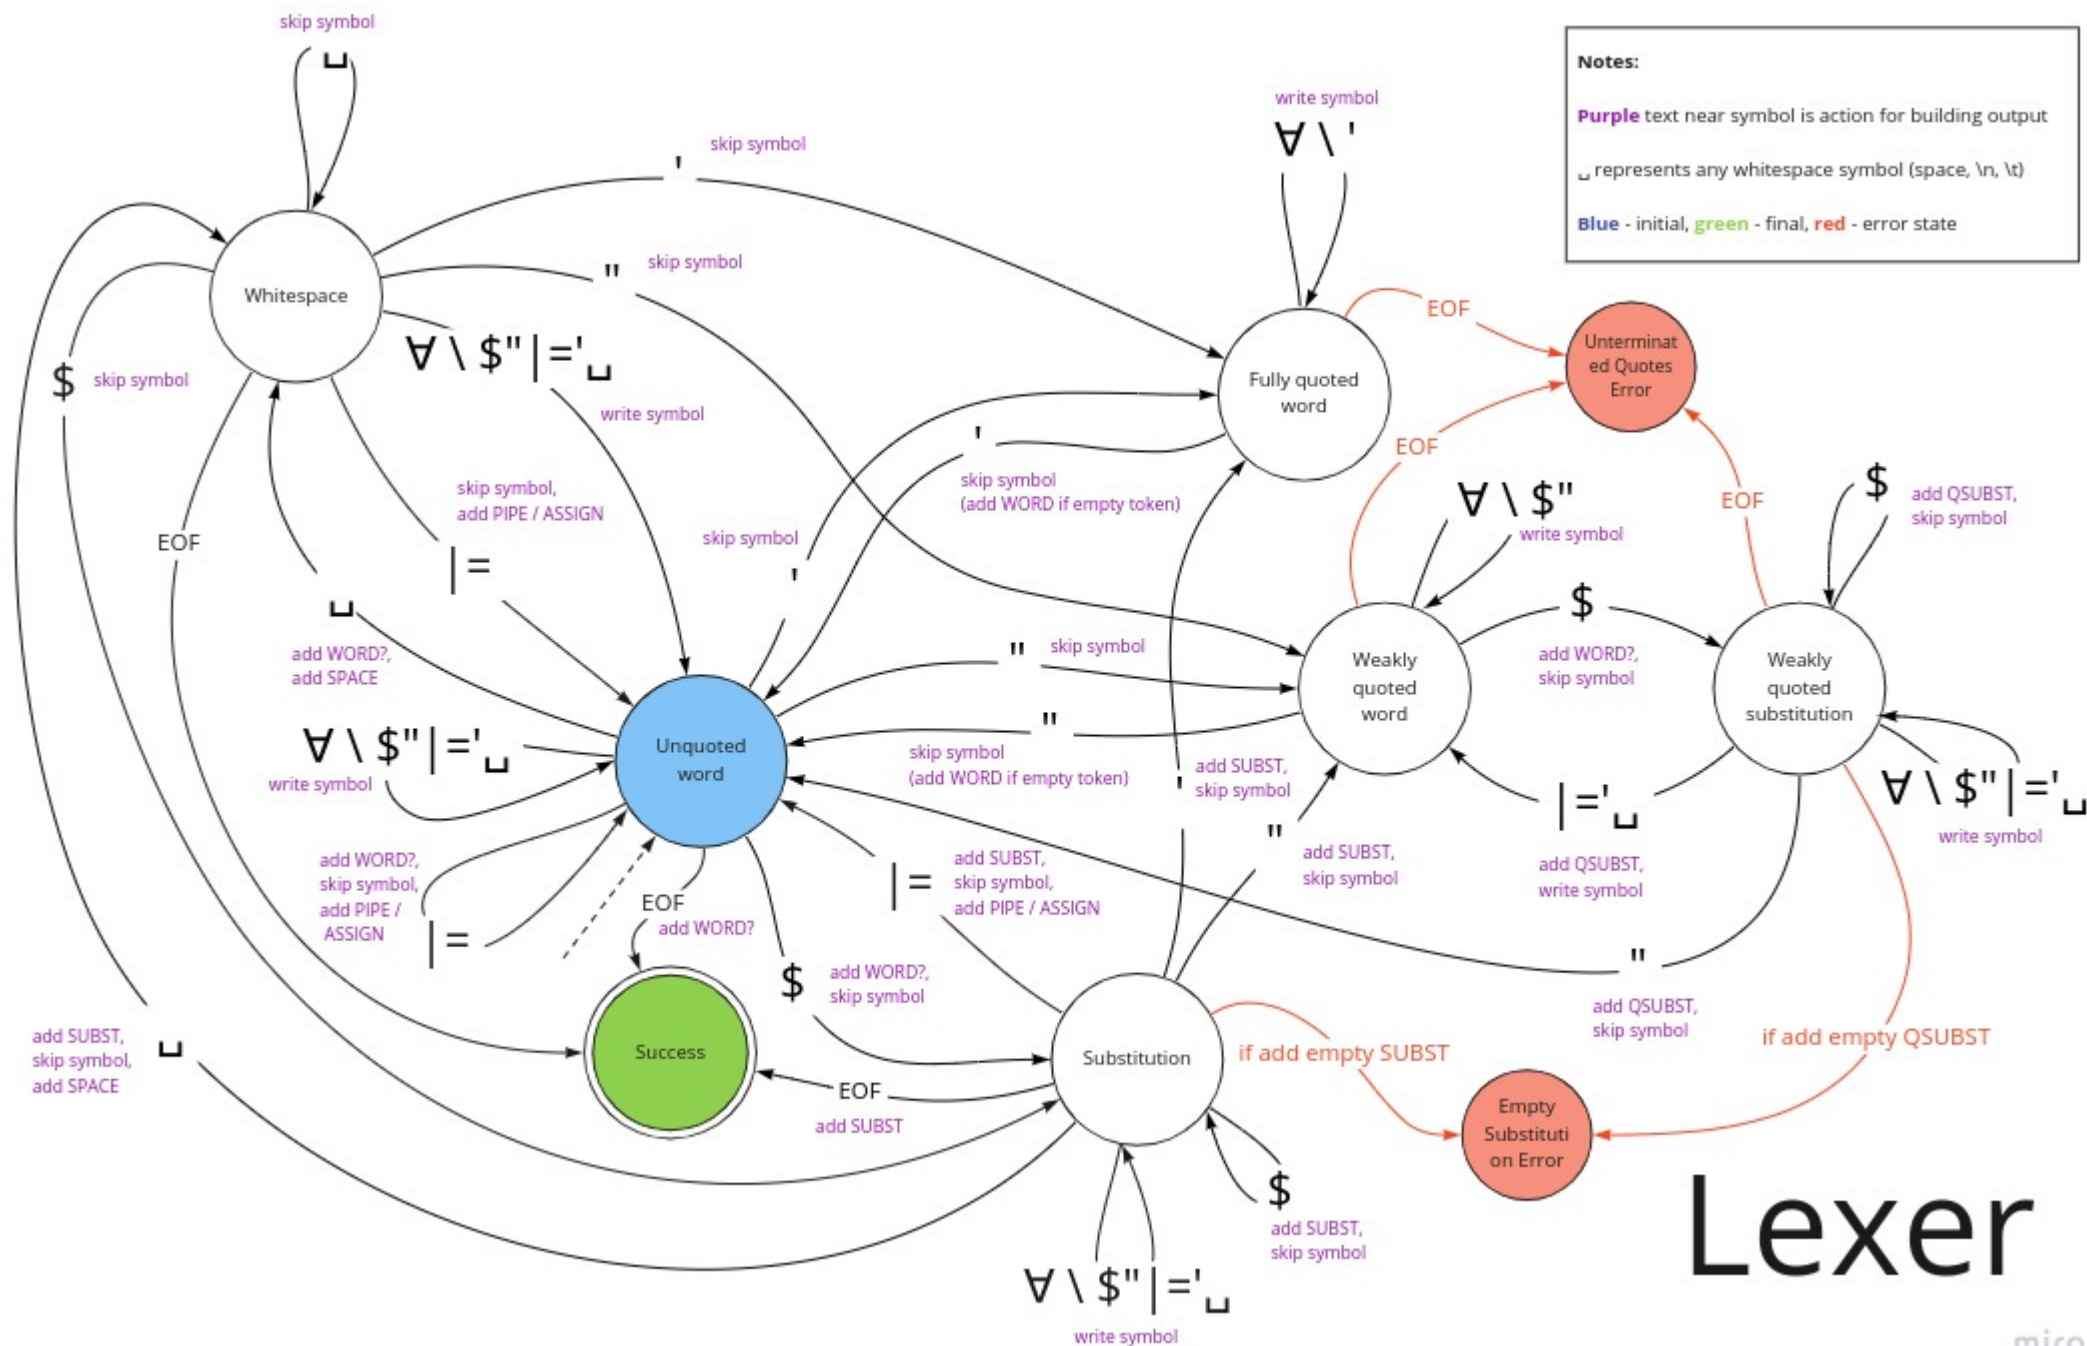 skip symbol
␣
Notes:
Purple text near symbol is action for building output
␣ represents any whitespace symbol (space, \n, \t)
Blue - initial, green - final, red - error state
write symbol
∀ \ '
' skip symbol
" skip symbol
Whitespace
∀ \ $"|='␣
write symbol
$ skip symbol
EOF
Unterminat
ed Quotes
Error
Fully quoted
word
'
skip symbol
(add WORD if empty token)
EOF
skip symbol,
add PIPE / ASSIGN
|=
EOF
skip symbol
'
∀ \ $"
write symbol
EOF
$
add QSUBST,
skip symbol
␣
add WORD?,
add SPACE
" skip symbol
$
add WORD?,
skip symbol
Weakly
quoted
word
Weakly
quoted
substitution
Unquoted
word
∀ \ $"|='␣
write symbol
"
skip symbol
(add WORD if empty token)
'
add SUBST,
skip symbol
|='␣
add QSUBST,
write symbol
∀ \ $"|='␣
write symbol
add WORD?,
skip symbol,
add PIPE /
ASSIGN
|=
EOF
add WORD?
|=
add SUBST,
skip symbol,
add PIPE / ASSIGN
"
add SUBST,
skip symbol
$
add WORD?,
skip symbol
"
add QSUBST,
skip symbol
add SUBST,
skip symbol,
add SPACE
␣
Success
EOF
add SUBST
Substitution
if add empty SUBST
if add empty QSUBST
Empty
Substituti
on Error
$
add SUBST,
skip symbol
∀ \ $"|='␣
write symbol
Lexer
miro